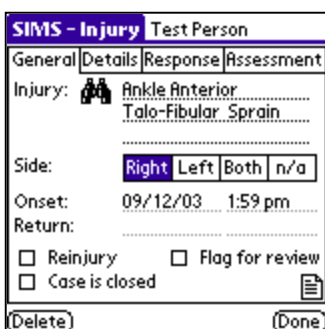 SIMS - Injury Test Person
General Details Response Assessment
Injury: Ankle Anterior
Talo-Fibular Sprain
Side: Right Left Both n/a
Onset: 09/12/03 1:59 pm
Return:
Reinjury Flag for review
Case is closed
Delete Done